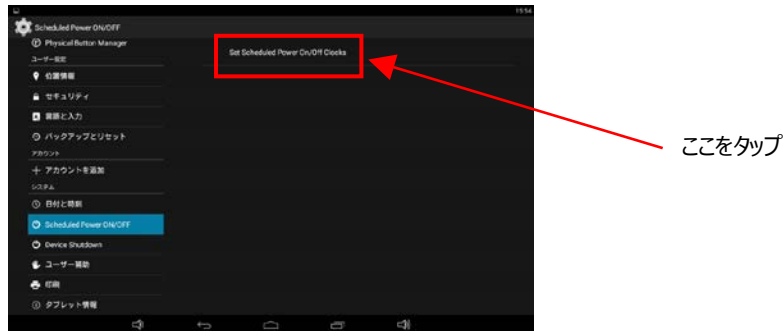 15:54
Scheduled Power ON/OFF
Physical Button Manager
ユーザー設定
位置情報
セキュリティ
言語と入力
バックアップとリセット
アカウント
アカウントを追加
システム
日付と時刻
Scheduled Power ON/OFF
Device Shutdown
ユーザー補助
印刷
タブレット情報
Set Scheduled Power On/Off Clocks
ここをタップ